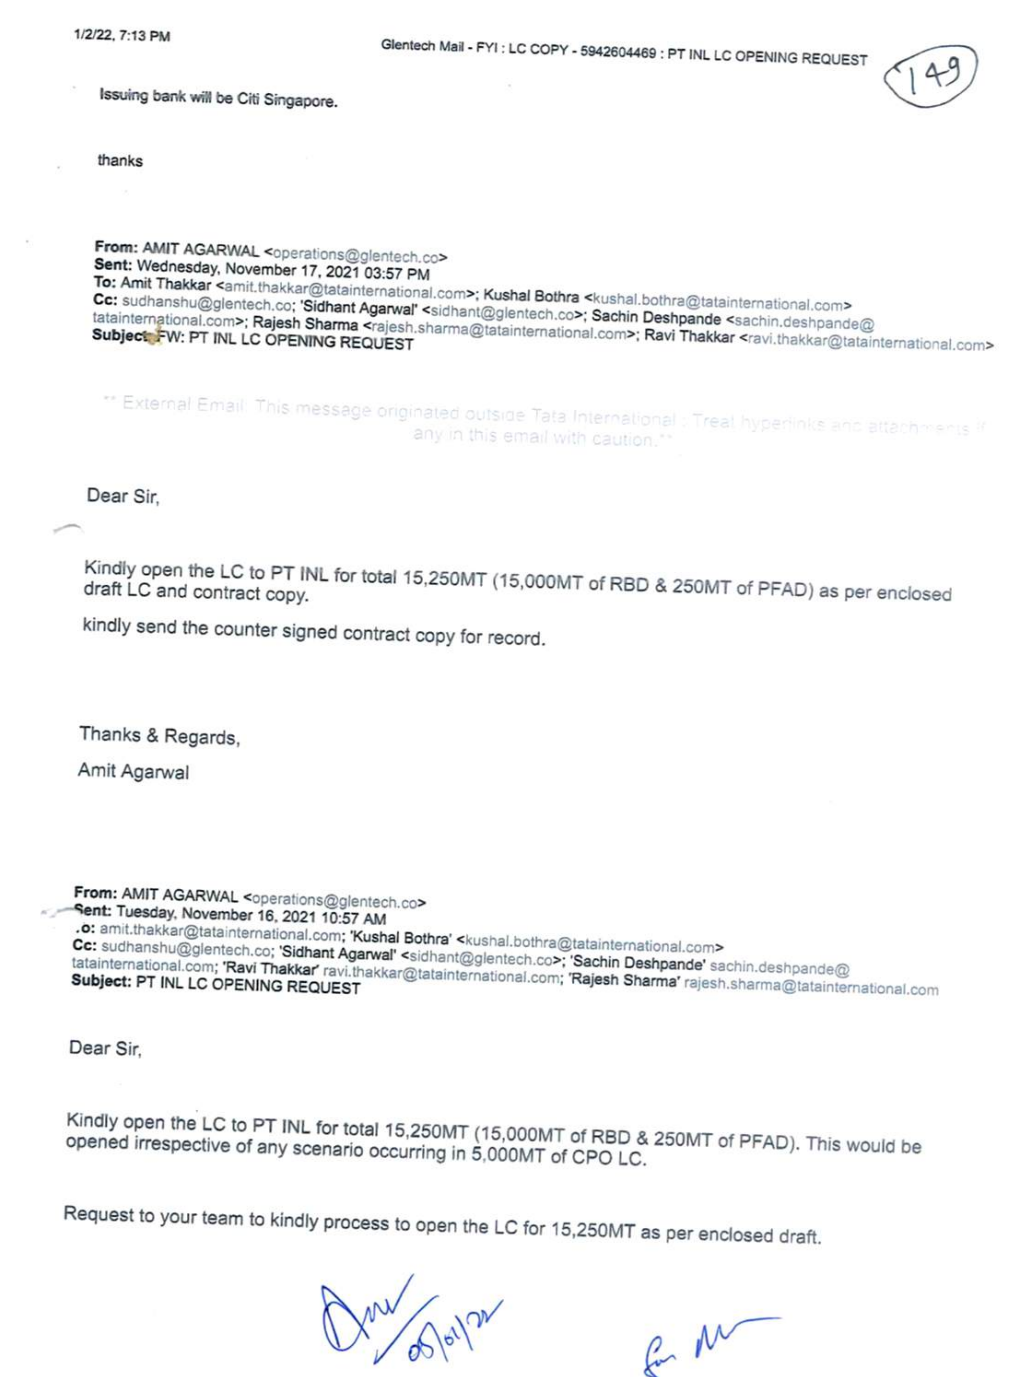 1/2/22, 7:13 PM
Glentech Mail - FYI : LC COPY - 5942604469 : PT INL LC OPENING REQUEST
149
Issuing bank will be Citi Singapore.
thanks
From: AMIT AGARWAL <operations@glentech.co>
Sent: Wednesday, November 17, 2021 03:57 PM
To: Amit Thakkar <amit.thakkar@tatainternational.com>; Kushal Bothra <kushal.bothra@tatainternational.com>
Cc: sudhanshu@glentech.co; 'Sidhant Agarwal' <sidhant@glentech.co>; Sachin Deshpande <sachin.deshpande@
tatainternational.com>; Rajesh Sharma <rajesh.sharma@tatainternational.com>; Ravi Thakkar <ravi.thakkar@tatainternational.com>
Subject: FW: PT INL LC OPENING REQUEST
** External Email. This message originated outside Tata International : Treat hyperlinks and attachments if
any in this email with caution.**
Dear Sir,
Kindly open the LC to PT INL for total 15,250MT (15,000MT of RBD & 250MT of PFAD) as per enclosed
draft LC and contract copy.
kindly send the counter signed contract copy for record.
Thanks & Regards,
Amit Agarwal
From: AMIT AGARWAL <operations@glentech.co>
Sent: Tuesday, November 16, 2021 10:57 AM
.o: amit.thakkar@tatainternational.com; 'Kushal Bothra' <kushal.bothra@tatainternational.com>
Cc: sudhanshu@glentech.co; 'Sidhant Agarwal' <sidhant@glentech.co>; 'Sachin Deshpande' sachin.deshpande@
tatainternational.com; 'Ravi Thakkar' ravi.thakkar@tatainternational.com; 'Rajesh Sharma' rajesh.sharma@tatainternational.com
Subject: PT INL LC OPENING REQUEST
Dear Sir,
Kindly open the LC to PT INL for total 15,250MT (15,000MT of RBD & 250MT of PFAD). This would be
opened irrespective of any scenario occurring in 5,000MT of CPO LC.
Request to your team to kindly process to open the LC for 15,250MT as per enclosed draft.
05/01/22